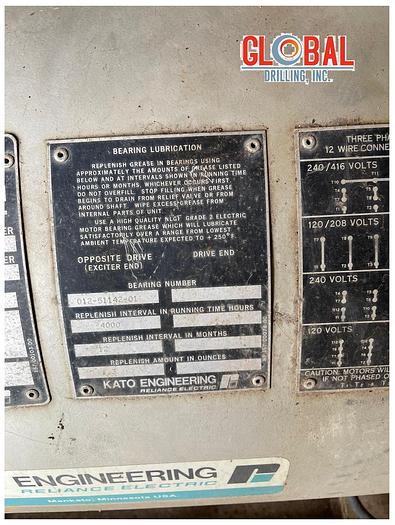 GLOBAL
DRILLING, INC.
BEARING LUBRICATION
REPLENISH GREASE IN BEARINGS USING
APPROXIMATELY THE AMOUNTS OF GREASE LISTED
BELOW AND AT INTERVALS SHOWN IN RUNNING TIME
HOURS OR MONTHS, WHICHEVER OCCURS FIRST.
DO NOT OVERFILL. STOP FILLING WHEN GREASE
BEGINS TO DRAIN FROM RELIEF VALVE OR FROM
AROUND SHAFT. WIPE EXCESS GREASE FROM
INTERNAL PARTS OF UNIT.
USE A HIGH QUALITY NLGI GRADE 2 ELECTRIC
MOTOR BEARING GREASE WHICH WILL LUBRICATE
SATISFACTORILY OVER A RANGE FROM LOWEST
AMBIENT TEMPERATURE EXPECTED TO + 250°F.
OPPOSITE DRIVE
(EXCITER END)
DRIVE END
BEARING NUMBER
012-51142-01
REPLENISH INTERVAL IN RUNNING TIME HOURS
4000
REPLENISH INTERVAL IN MONTHS
REPLENISH AMOUNT IN OUNCES
KATO ENGINEERING
RELIANCE ELECTRIC
THREE PHA
12 WIRE CONNE
240/416 VOLTS
120/208 VOLTS
240 VOLTS
120 VOLTS
CAUTION: MOTORS WIL
IF NOT PHASED O
ENGINEERING
RELIANCE ELECTRIC
Mankato, Minnesota USA